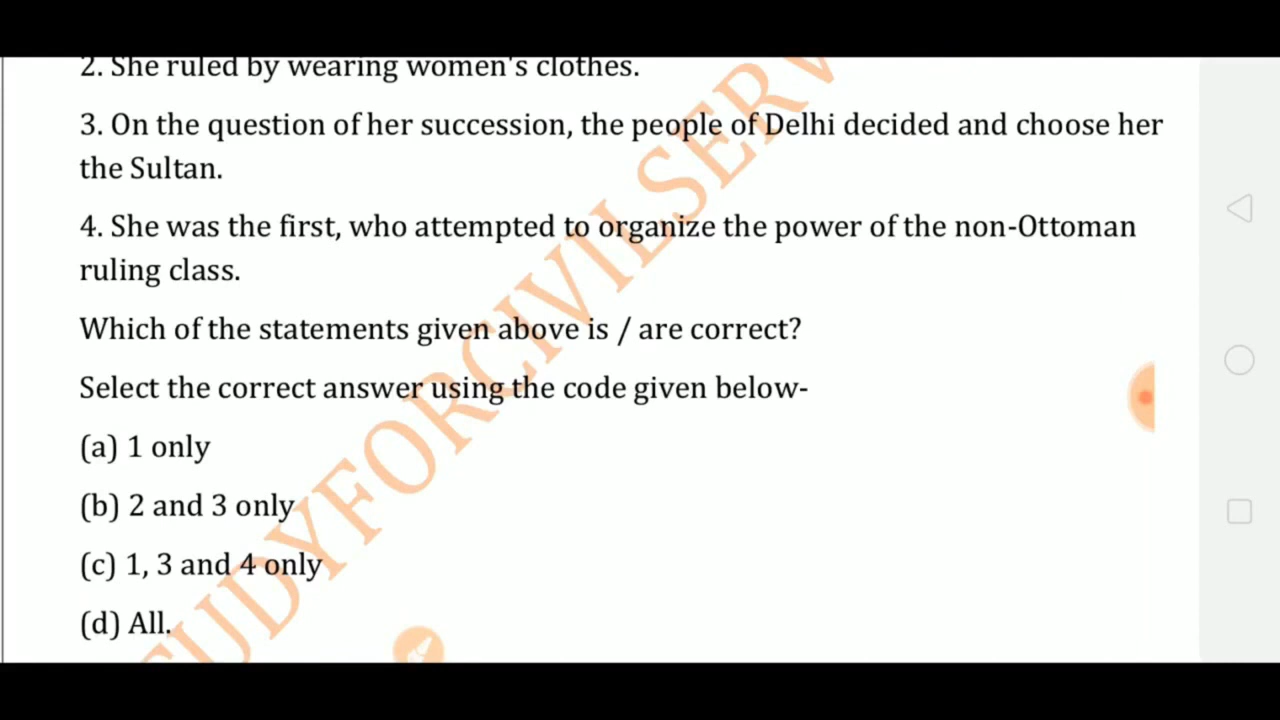 2. She ruled by wearing women's clothes.
3. On the question of her succession, the people of Delhi decided and choose her
the Sultan.
4. She was the first, who attempted to organize the power of the non-Ottoman
ruling class.
Which of the statements given above is / are correct?
Select the correct answer using the code given below-
(a) 1 only
(b) 2 and 3 only
(c) 1, 3 and 4 only
(d) All.
UDYFORCIVILSERV